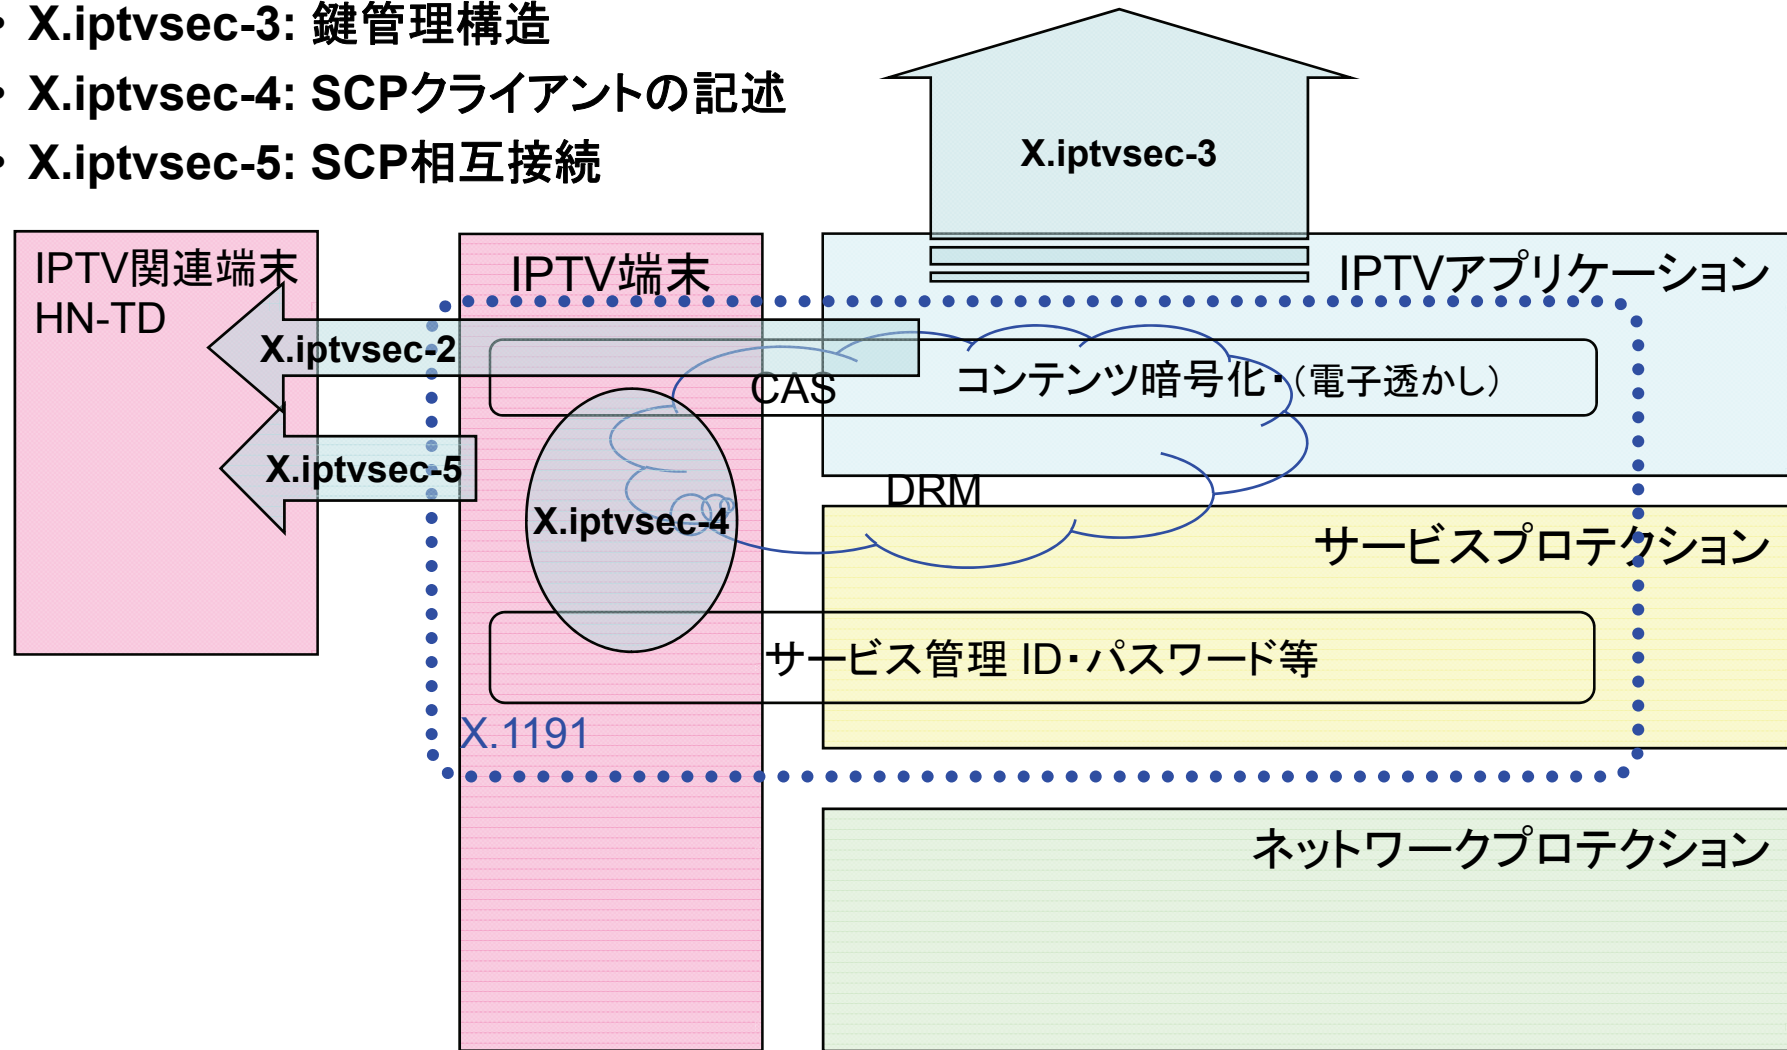 • X.iptvsec-3: 鍵管理構造
• X.iptvsec-4: SCPクライアントの記述
• X.iptvsec-5: SCP相互接続
X.iptvsec-3
IPTV関連端末
HN-TD
IPTV端末
IPTVアプリケーション
X.iptvsec-2
CAS
コンテンツ暗号化・(電子透かし)
X.iptvsec-5
DRM
X.iptvsec-4
サービスプロテクション
サービス管理 ID・パスワード等
X.1191
ネットワークプロテクション